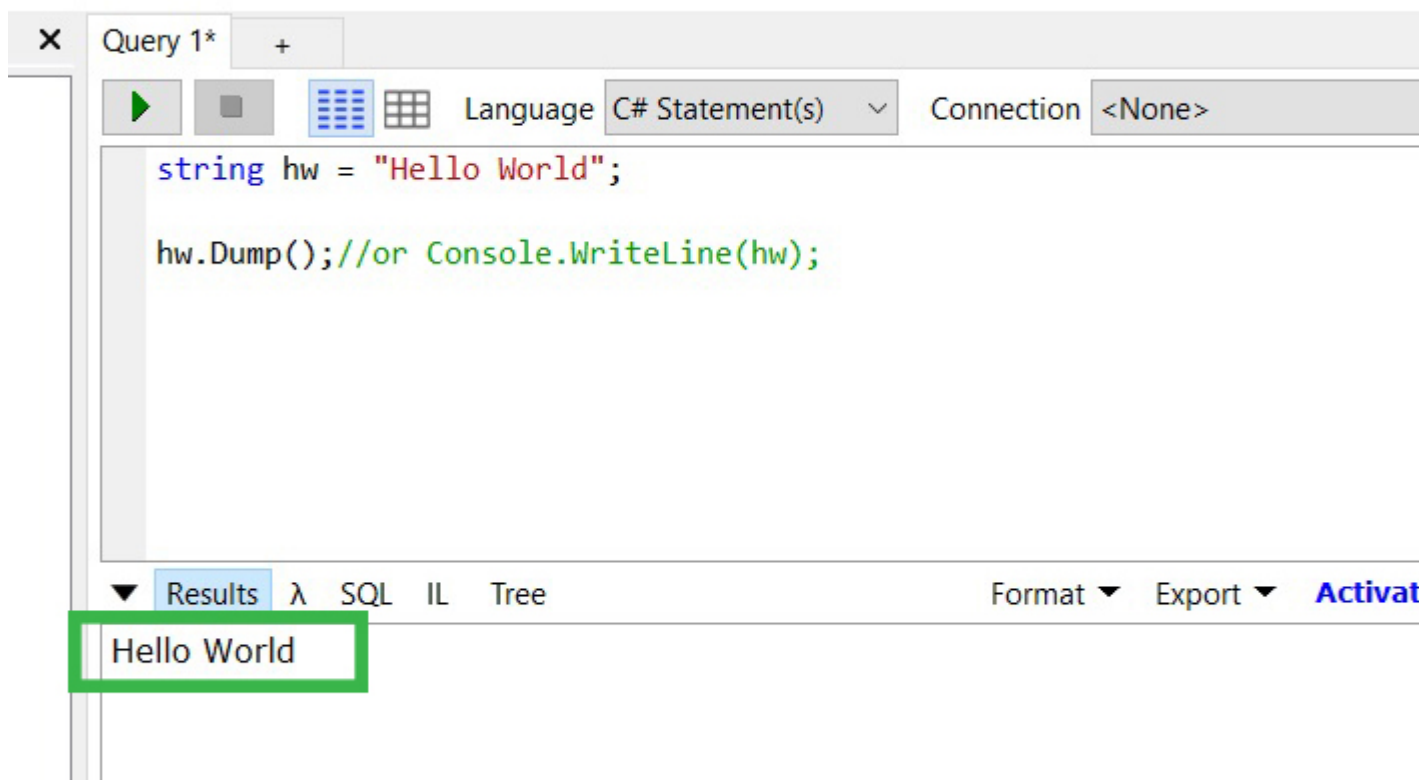 Query 1* +
Language C# Statement(s) Connection <None>
string hw = "Hello World";
hw.Dump();//or Console.WriteLine(hw);
Results λ SQL IL Tree Format Export Activat
Hello World